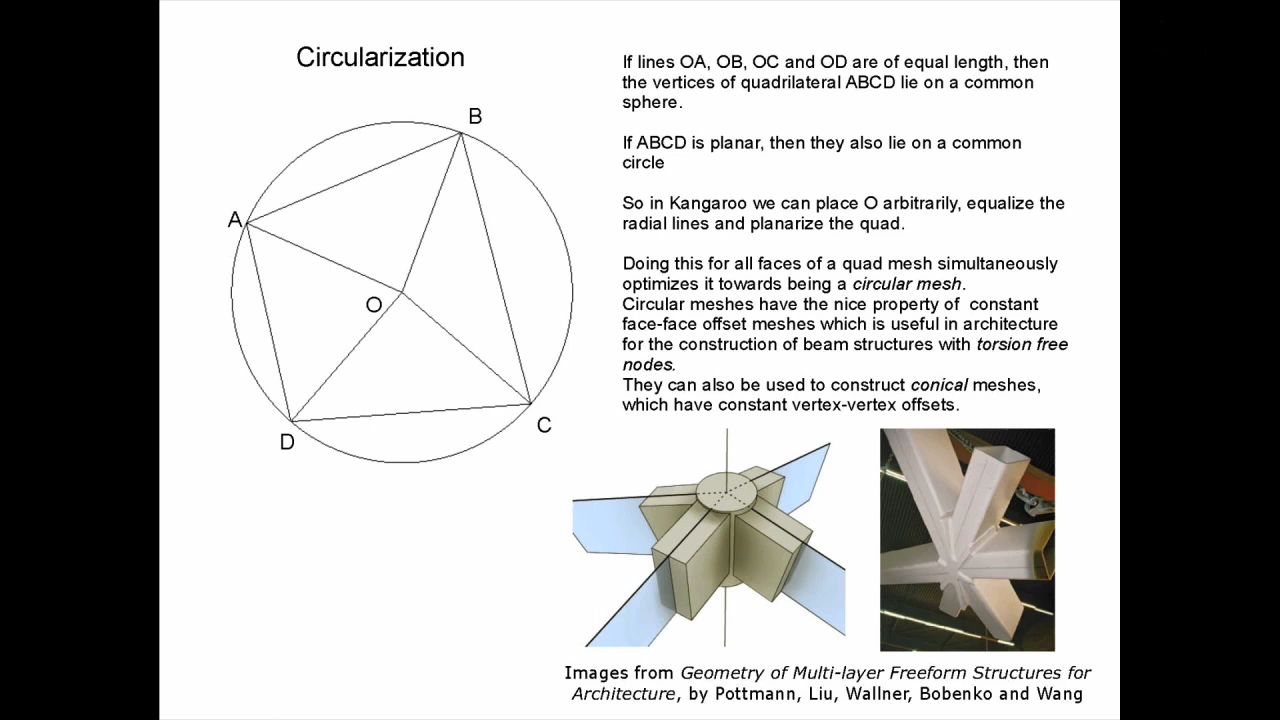 Circularization
B
A
O
D
C
If lines OA, OB, OC and OD are of equal length, then
the vertices of quadrilateral ABCD lie on a common
sphere.
If ABCD is planar, then they also lie on a common
circle
So in Kangaroo we can place O arbitrarily, equalize the
radial lines and planarize the quad.
Doing this for all faces of a quad mesh simultaneously
optimizes it towards being a circular mesh.
Circular meshes have the nice property of constant
face-face offset meshes which is useful in architecture
for the construction of beam structures with torsion free
nodes.
They can also be used to construct conical meshes,
which have constant vertex-vertex offsets.
Images from Geometry of Multi-layer Freeform Structures for
Architecture, by Pottmann, Liu, Wallner, Bobenko and Wang